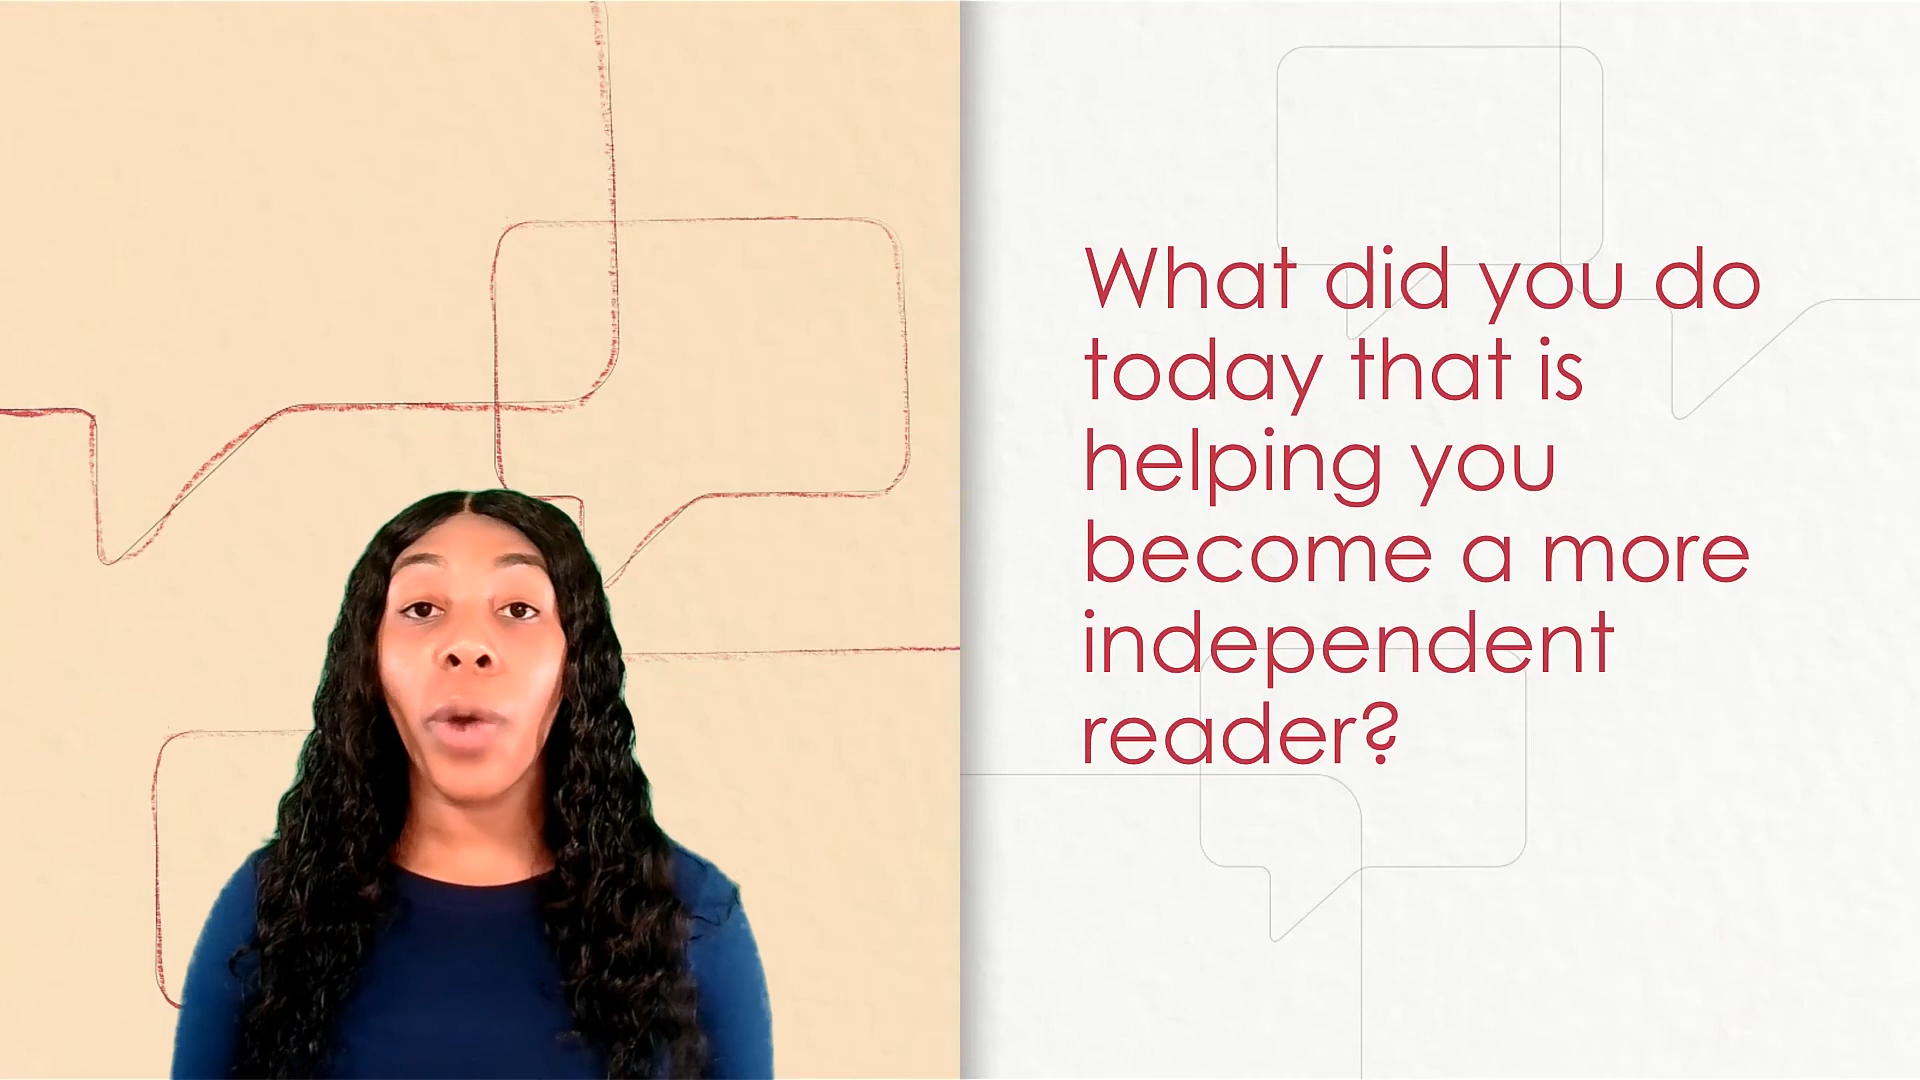 What did you do
today that is
helping you
become a more
independent
reader?